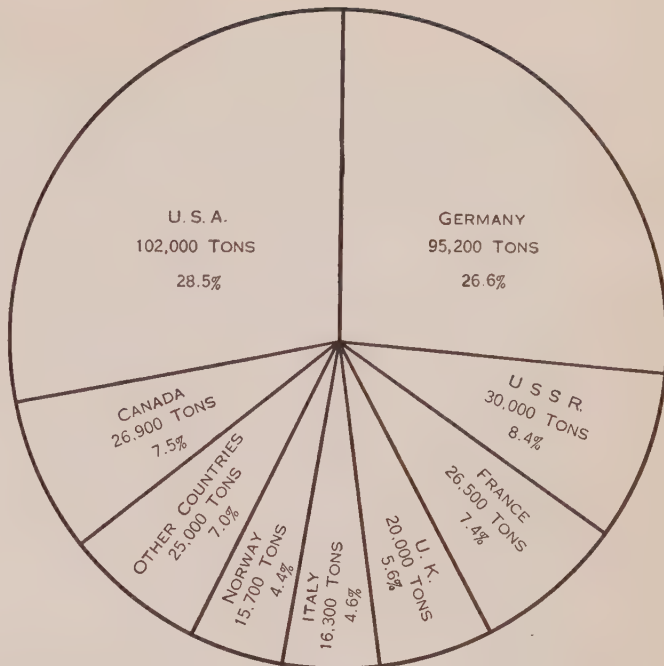 U.S.A.
102,000 TONS
28.5%
GERMANY
95,200 TONS
26.6%
U S S R.
30.000 TONS
8.4%
FRANCE
26.500 TONS
7.4%
U.K.
20.000 TONS
5.6%
ITALY
16,300 TONS
4.6%
NORWAY
15.700 TONS
4.4%
OTHER COUNTRIES
25.000 TONS
7.0%
CANADA
26.900 TONS
7.5%